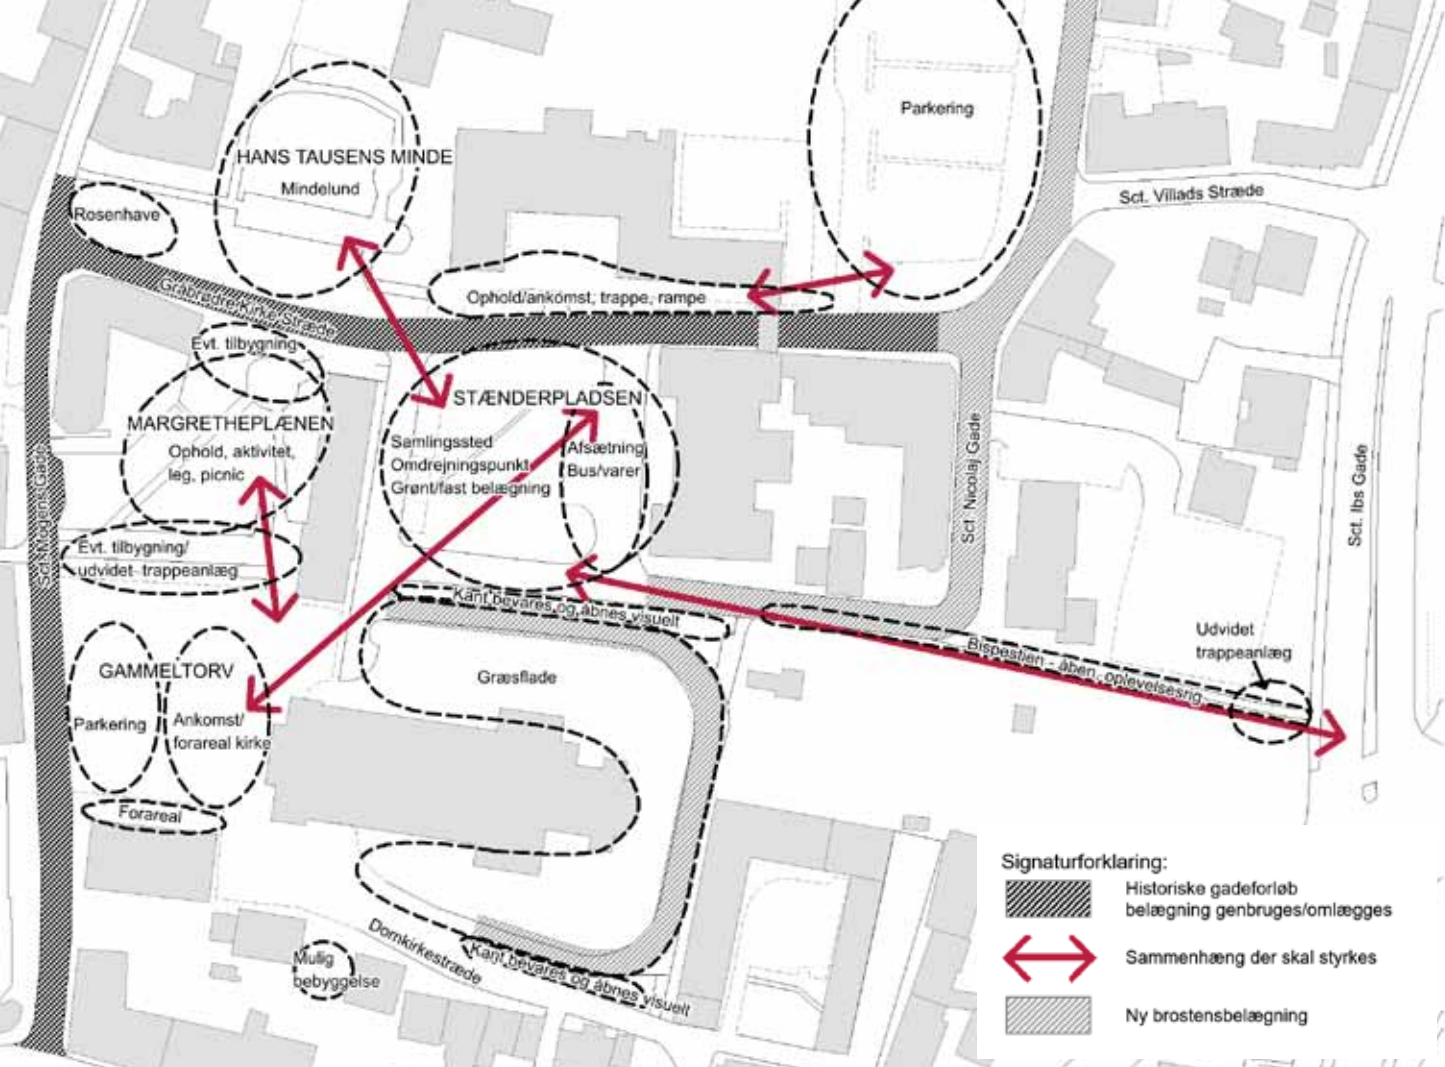 Parkering
HANS TAUSENS MINDE
Mindelund
Rosenhave
Sct. Villads Stræde
Gråbrødre Kirke Stræde
Ophold/ankomst, trappe, rampe
Evt. tilbygning
STÆNDERPLADSEN
MARGRETHEPLÆNEN
Ophold, aktivitet,
leg, picnic
Samlingssted
Omdrejningspunkt
Grønt/fast belægning
Afsætning
Bus/varer
Sct. Mogens Gade
Sct. Nicolaj Gade
Sct. Ibs Gade
Evt. tilbygning/
udvidet trappeanlæg
Kant bevares og åbnes visuelt
Bispestien - åben, oplevelsesrig
Udvidet
trappeanlæg
GAMMELTORV
Græsflade
Parkering
Ankomst/
forareal kirke
Forareal
Domkirkestræde
Kant bevares og åbnes visuelt
Mulig
bebyggelse
Signaturforklaring:
Historiske gadeforløb
belægning genbruges/omlægges
Sammenhæng der skal styrkes
Ny brostensbelægning